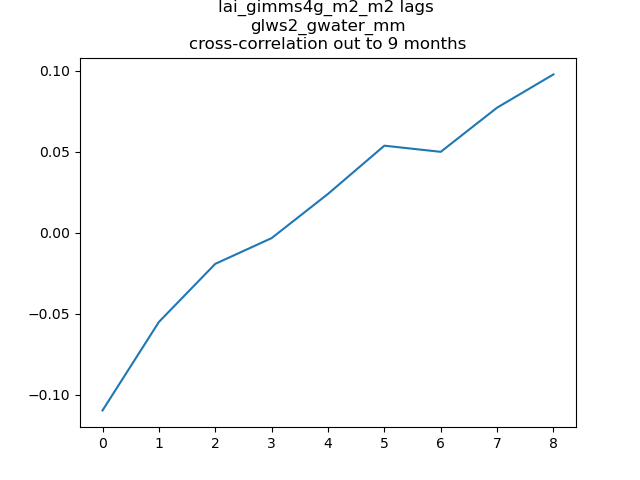 lai_gimms4g_m2_m2 lags
glws2_gwater_mm
cross-correlation out to 9 months
0.10
0.05
0.00
−0.05
−0.10
0 1 2 3 4 5 6 7 8